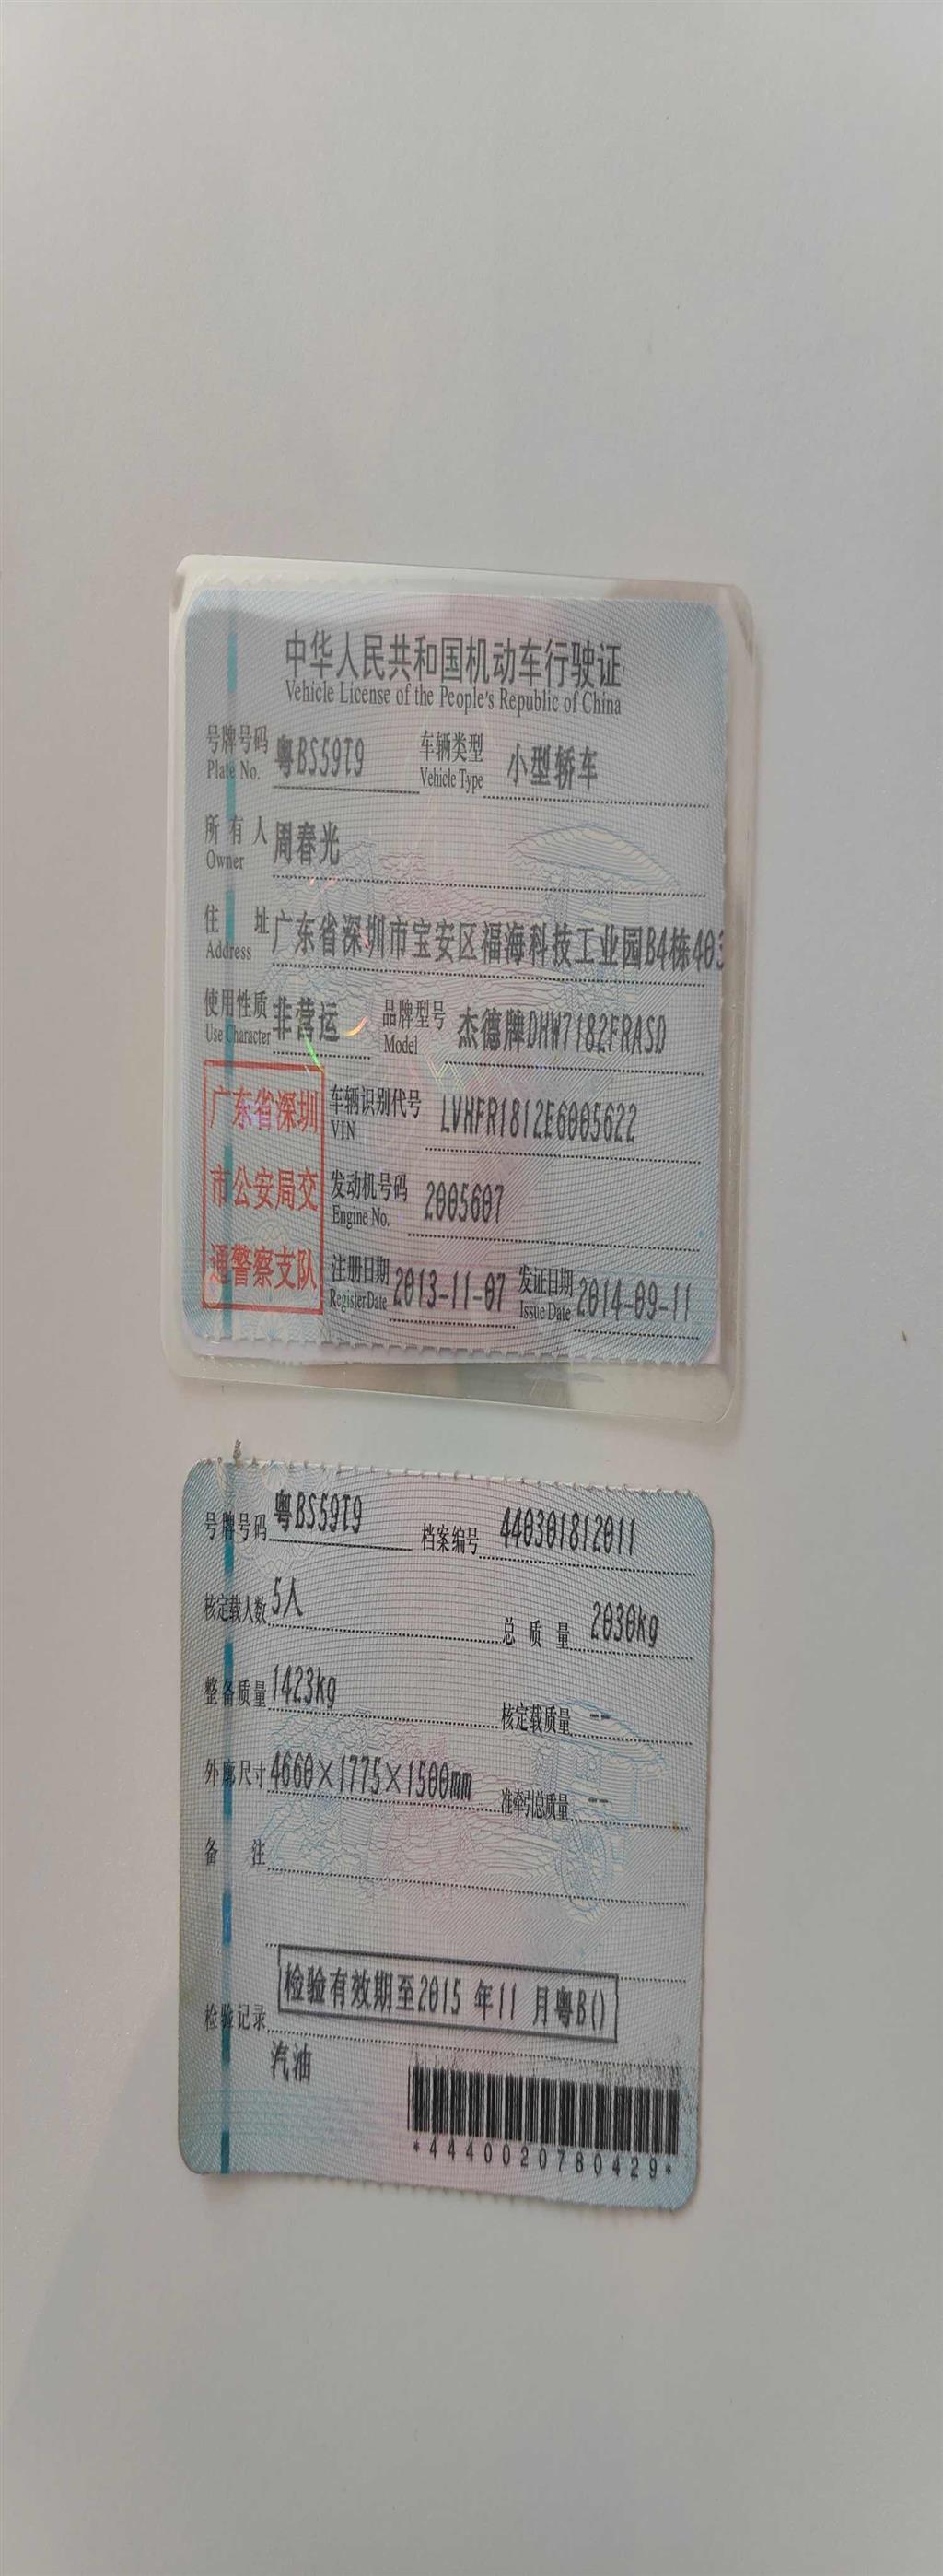 中华人民共和国机动车行驶证
Vehicle License of the People's Republic of China
号牌号码 粤BS59T9 车辆类型 小型轿车
Plate No. Vehicle Type
所有人 周春光
Owner
住址 广东省深圳市宝安区福海科技工业园B4栋403
Address
使用性质 非营运 品牌型号 杰德牌DHW7182FRASD
Use Character Model
广东省深圳
市公安局交
通警察支队
车辆识别代号 LVHFR1812E6005622
VIN
发动机号码 2005607
Engine No.
注册日期 2013-11-07 发证日期 2014-09-11
Register Date Issue Date
号牌号码 粤BS59T9 档案编号 440301812011
核定载人数 5人 总质量 2030kg
整备质量 1423kg 核定载质量 --
外廓尺寸 4660×1775×1500mm 准牵引总质量 --
备注
检验记录 检验有效期至2015 年11 月粤B()
汽油
*4440020780429*